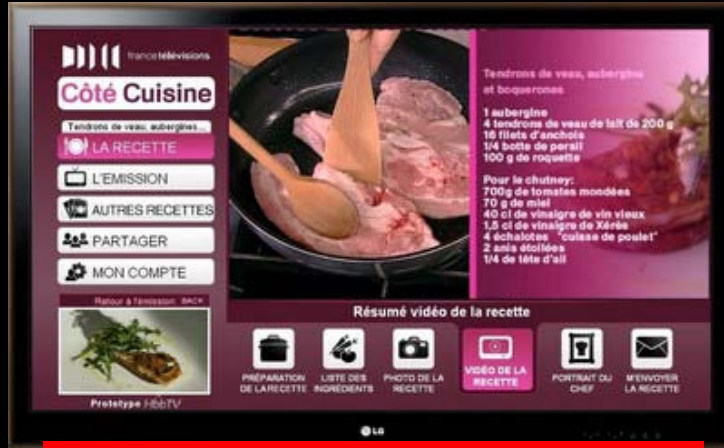 francetélévisions
Côté Cuisine
Tendrons de veau, aubergines...
LA RECETTE
L'EMISSION
AUTRES RECETTES
PARTAGER
MON COMPTE
Retour à l'émission: BACK
Prototype HbbTV
Tendrons de veau, aubergine
et boquerones
1 aubergine
4 tendrons de veau de lait de 200 g
16 filets d'anchois
1/4 botte de persil
100 g de roquette
Pour le chutney:
700g de tomates mondées
70 g de miel
40 cl de vinaigre de vin vieux
1,5 cl de vinaigre de Xérès
4 échalotes "cuisse de poulet"
2 anis étoilées
1/4 de tête d'ail
Résumé vidéo de la recette
PRÉPARATION
DE LA RECETTE
LISTE DES
INGRÉDIENTS
PHOTO DE LA
RECETTE
VIDÉO DE LA
RECETTE
PORTRAIT DU
CHEF
M'ENVOYER
LA RECETTE
LG